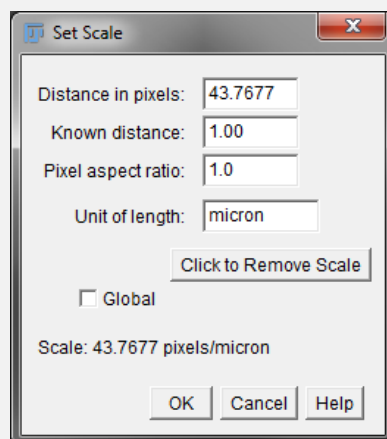 Set Scale
Distance in pixels: 43.7677
Known distance: 1.00
Pixel aspect ratio: 1.0
Unit of length: micron
Click to Remove Scale
Global
Scale: 43.7677 pixels/micron
OK Cancel Help